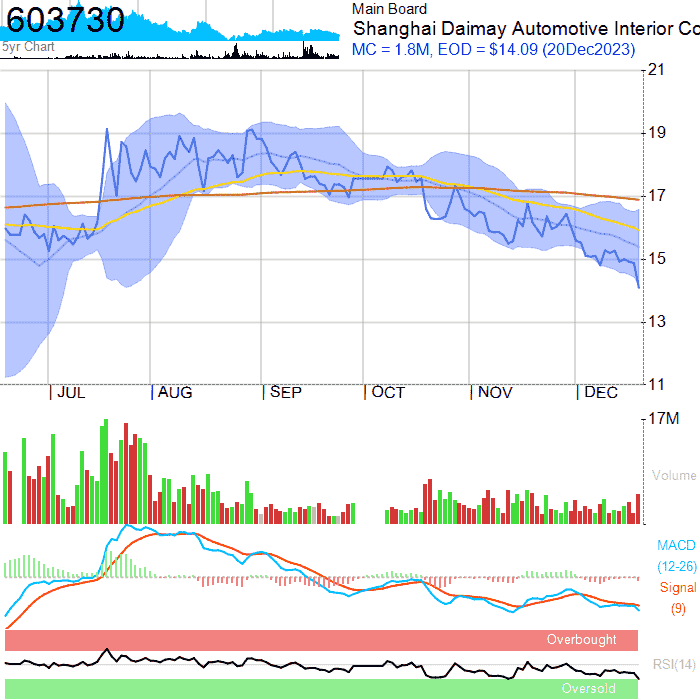 603730
5yr Chart
Main Board
Shanghai Daimay Automotive Interior Co
MC = 1.8M, EOD = $14.09 (20Dec2023)
21
19
17
15
13
11
JUL
AUG
SEP
OCT
NOV
DEC
17M
Volume
MACD
(12-26)
Signal
(9)
Overbought
RSI(14)
Oversold